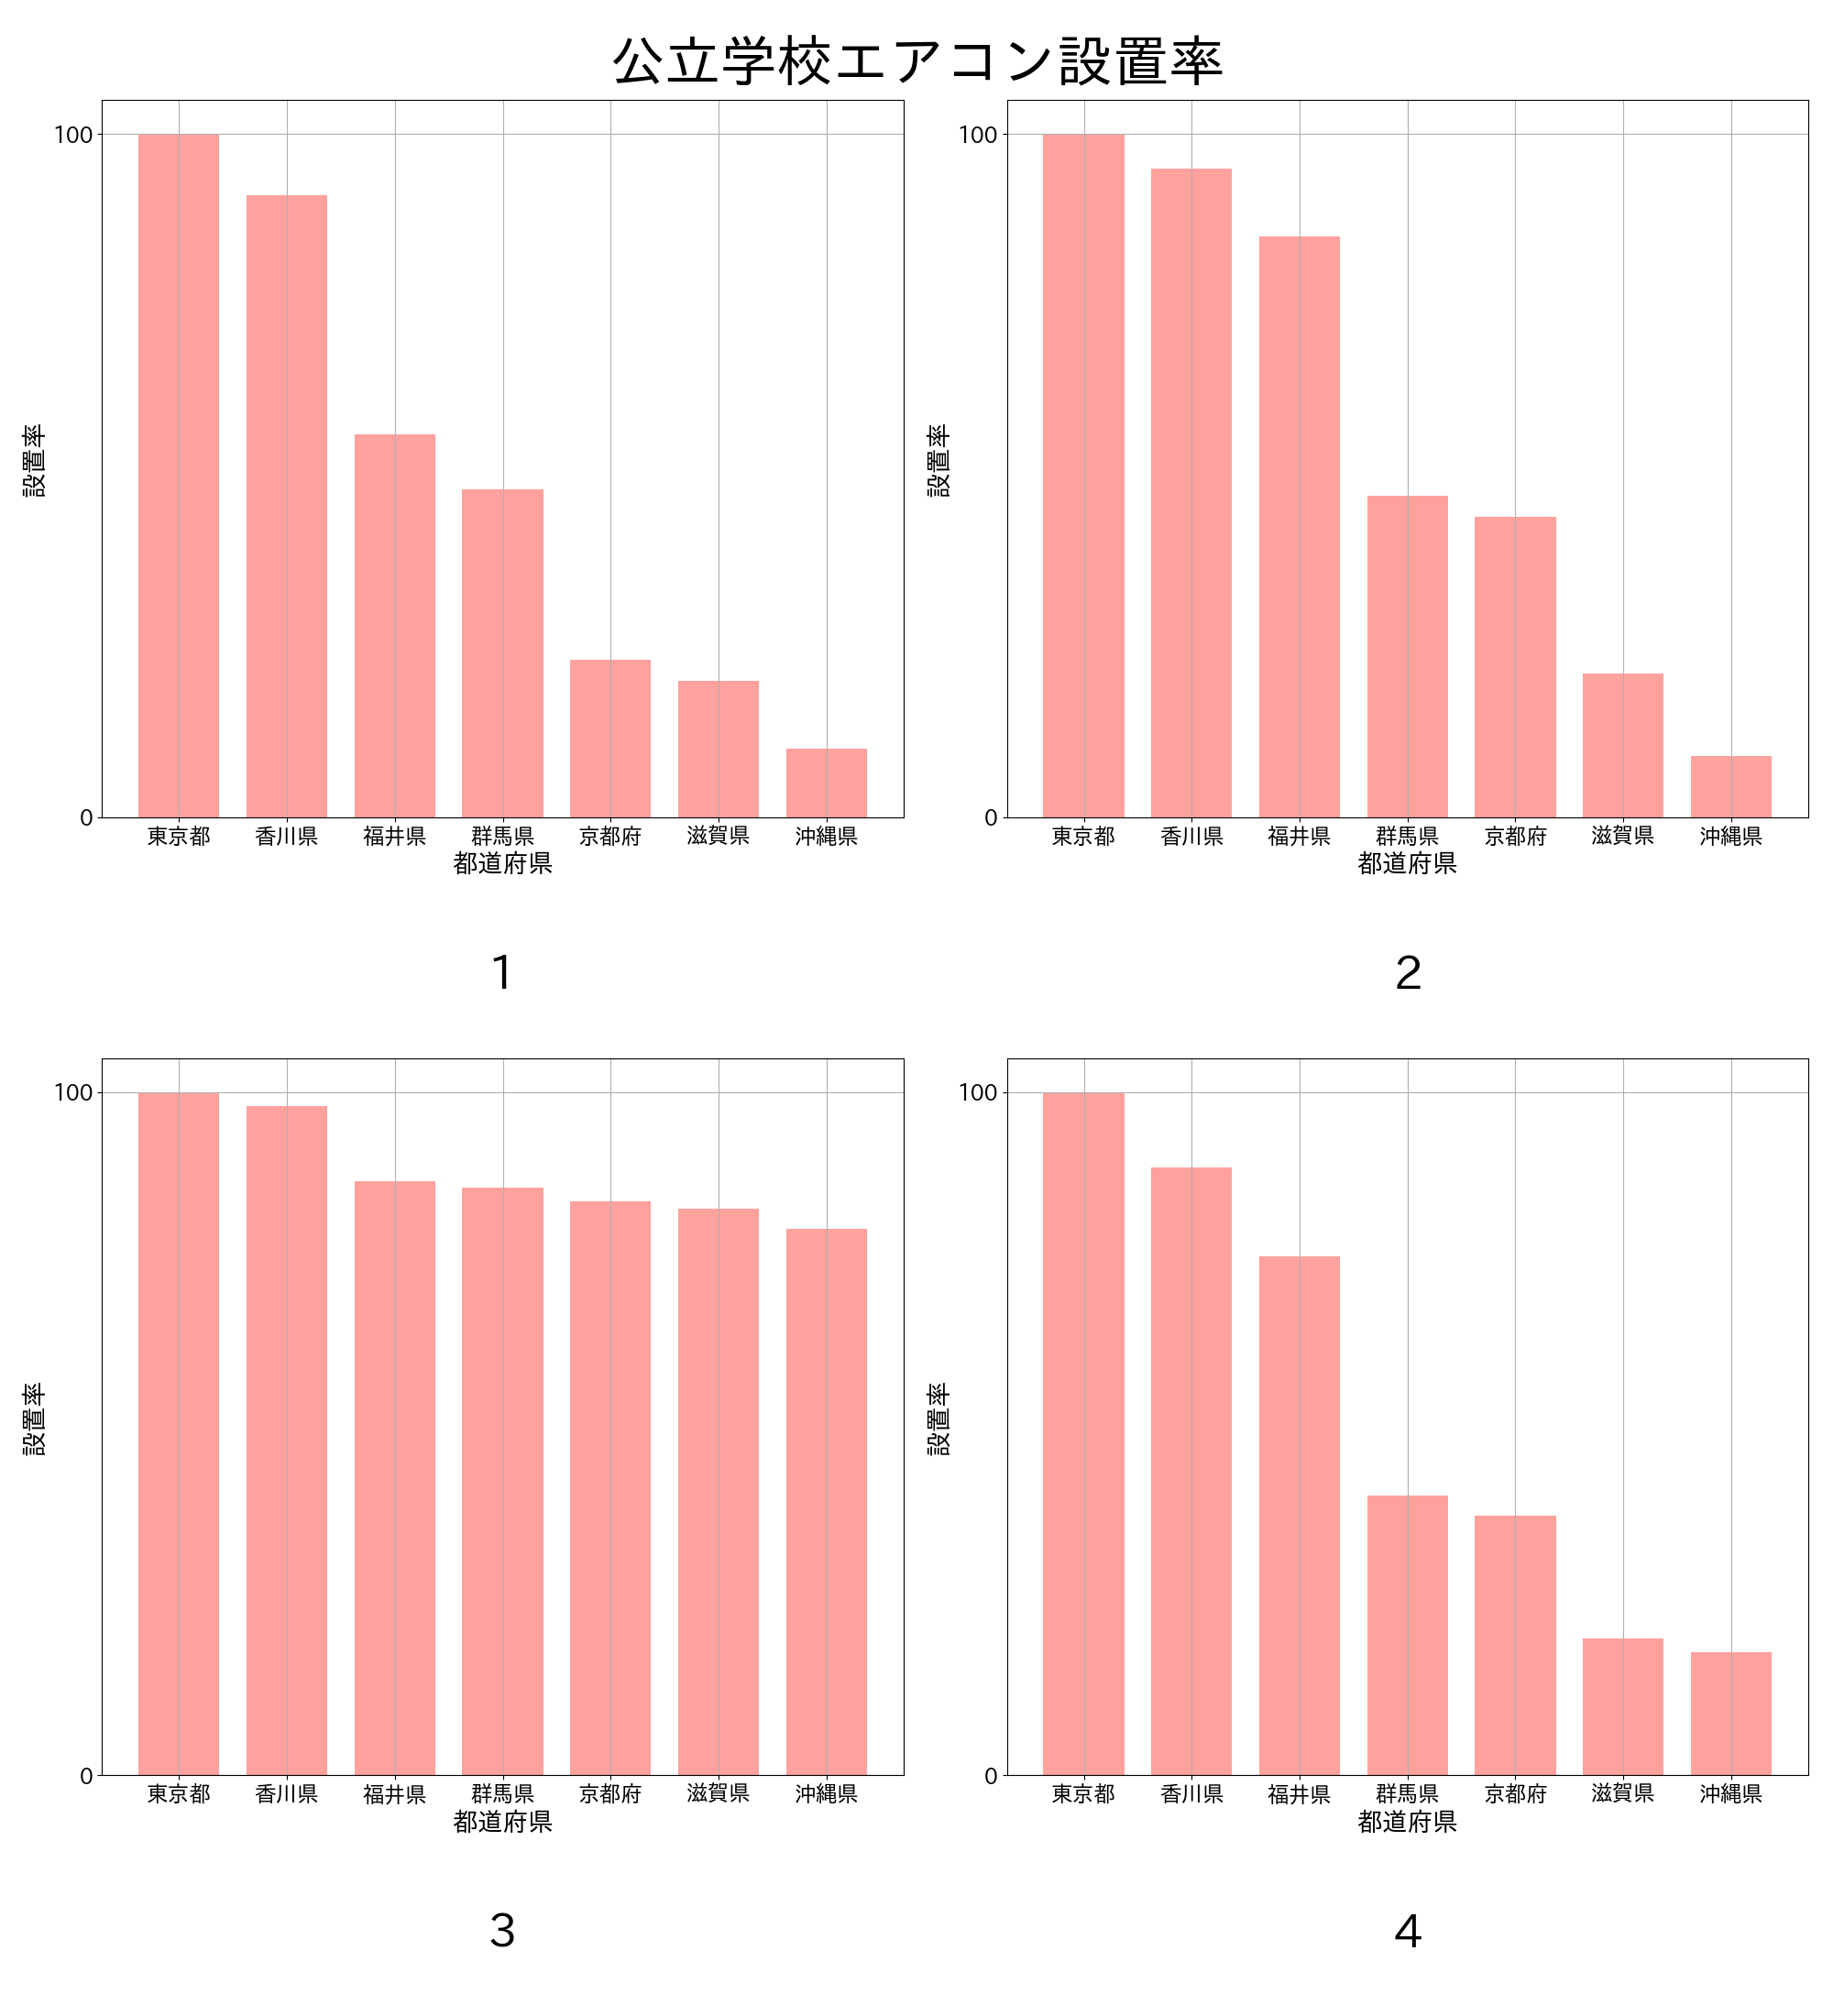 公立学校エアコン設置率
100
0
設置率
東京都 香川県 福井県 群馬県 京都府 滋賀県 沖縄県
都道府県
1
100
0
設置率
東京都 香川県 福井県 群馬県 京都府 滋賀県 沖縄県
都道府県
2
100
0
設置率
東京都 香川県 福井県 群馬県 京都府 滋賀県 沖縄県
都道府県
3
100
0
設置率
東京都 香川県 福井県 群馬県 京都府 滋賀県 沖縄県
都道府県
4